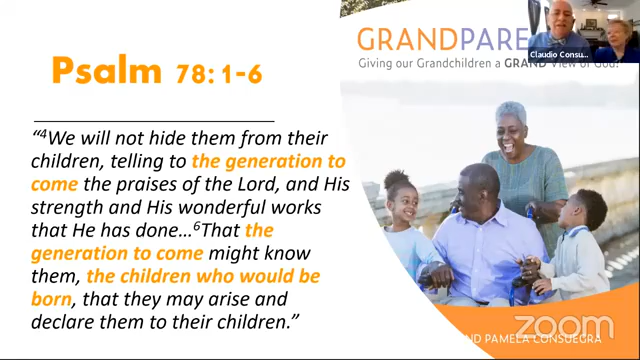 Psalm 78: 1-6
“⁴We will not hide them from their
children, telling to the generation to
come the praises of the Lord, and His
strength and His wonderful works
that He has done…⁶That the
generation to come might know
them, the children who would be
born, that they may arise and
declare them to their children.”
GRANDPARE
Giving our Grandchildren a GRAND View of God!
Claudio Consu...
ND PAMELA CONSUEGRA
zoom